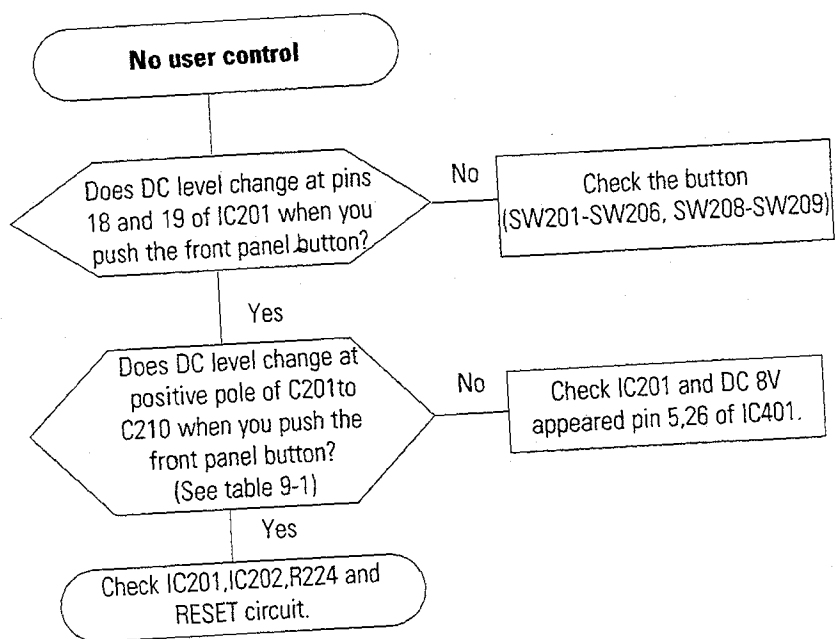 No user control
Does DC level change at pins
18 and 19 of IC201 when you
push the front panel button?
No
Check the button
(SW201-SW206, SW208-SW209)
Yes
Does DC level change at
positive pole of C201to
C210 when you push the
front panel button?
(See table 9-1)
No
Check IC201 and DC 8V
appeared pin 5,26 of IC401.
Yes
Check IC201,IC202,R224 and
RESET circuit.